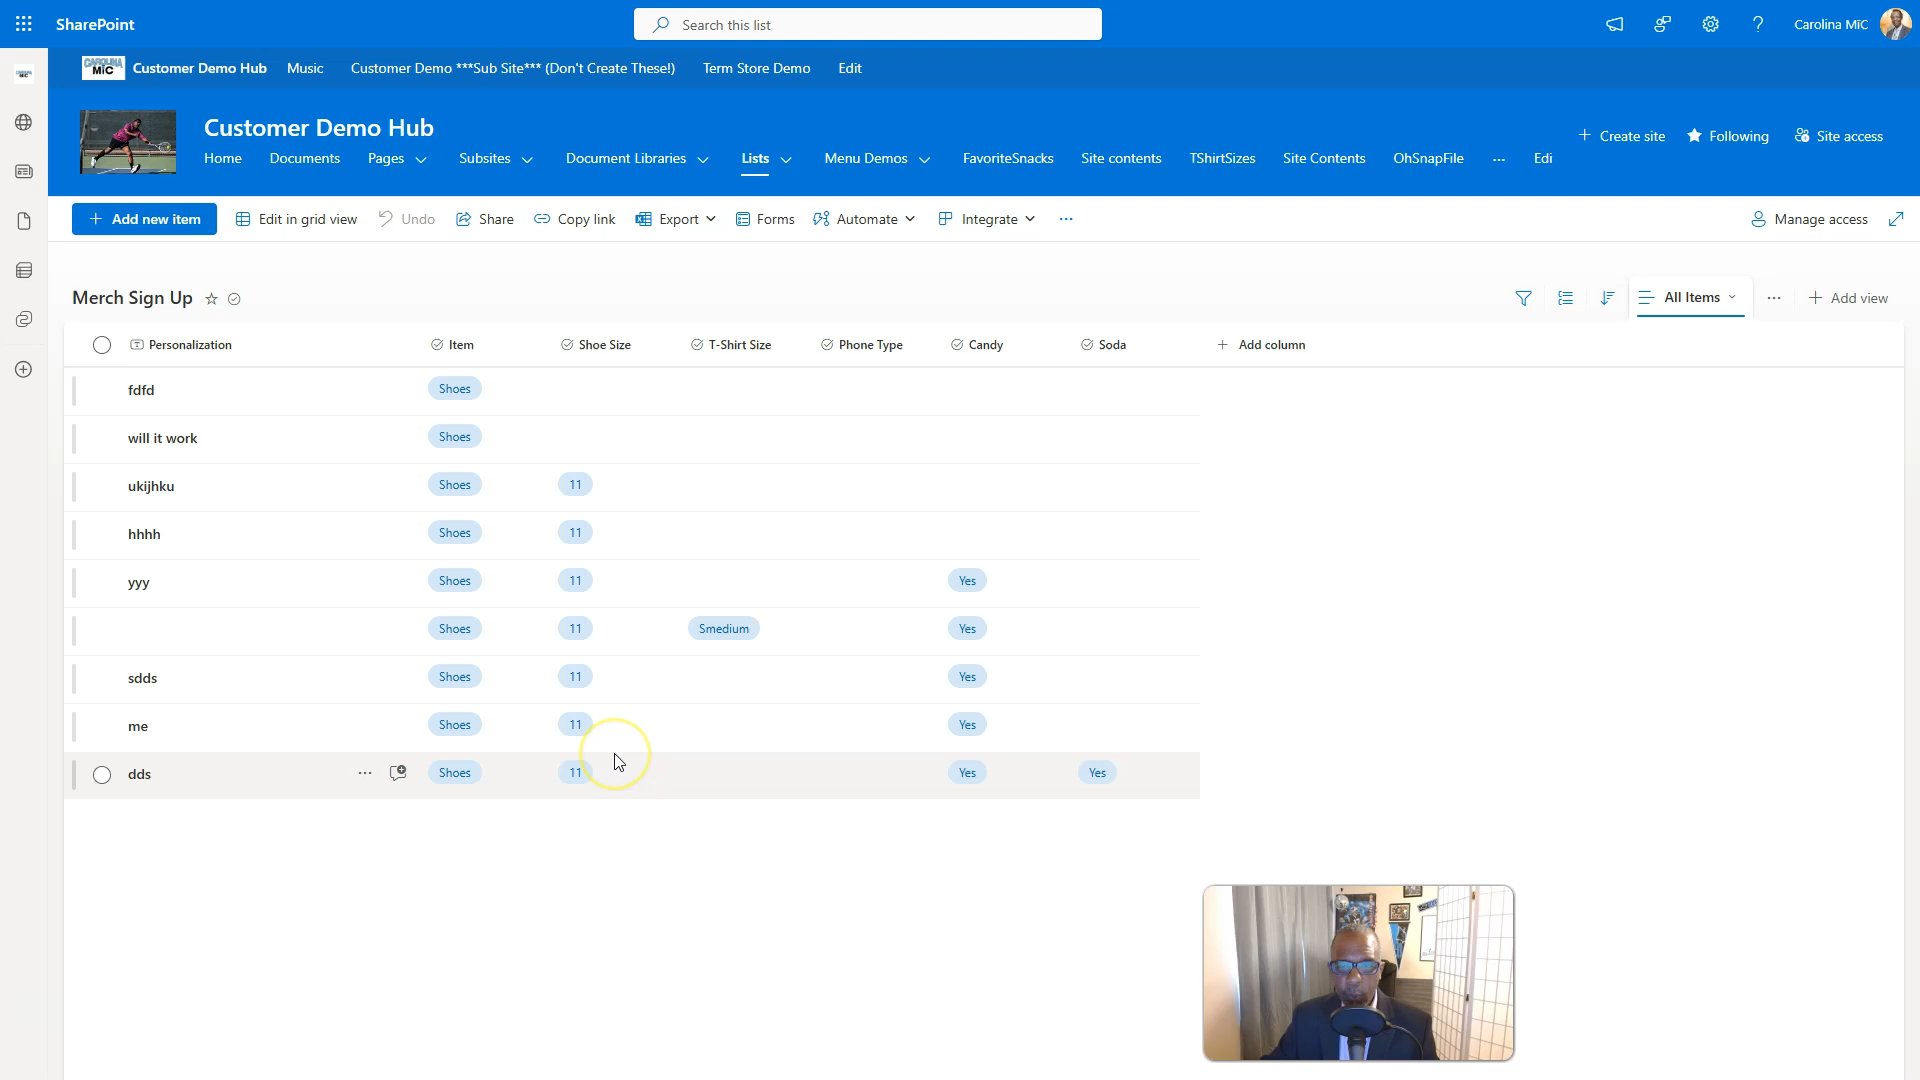 SharePoint
Search this list
Carolina MiC
CAROLINA MiC
Customer Demo Hub
Music
Customer Demo ***Sub Site*** (Don't Create These!)
Term Store Demo
Edit
Customer Demo Hub
Create site
Following
Site access
Home
Documents
Pages
Subsites
Document Libraries
Lists
Menu Demos
FavoriteSnacks
Site contents
TShirtSizes
Site Contents
OhSnapFile
Edi
Add new item
Edit in grid view
Undo
Share
Copy link
Export
Forms
Automate
Integrate
Manage access
Merch Sign Up
All Items
Add view
Personalization
Item
Shoe Size
T-Shirt Size
Phone Type
Candy
Soda
Add column
fdfd
Shoes
will it work
Shoes
ukijhku
Shoes
11
hhhh
Shoes
11
yyy
Shoes
11
Yes
Shoes
11
Smedium
Yes
sdds
Shoes
11
Yes
me
Shoes
11
Yes
dds
Shoes
11
Yes
Yes